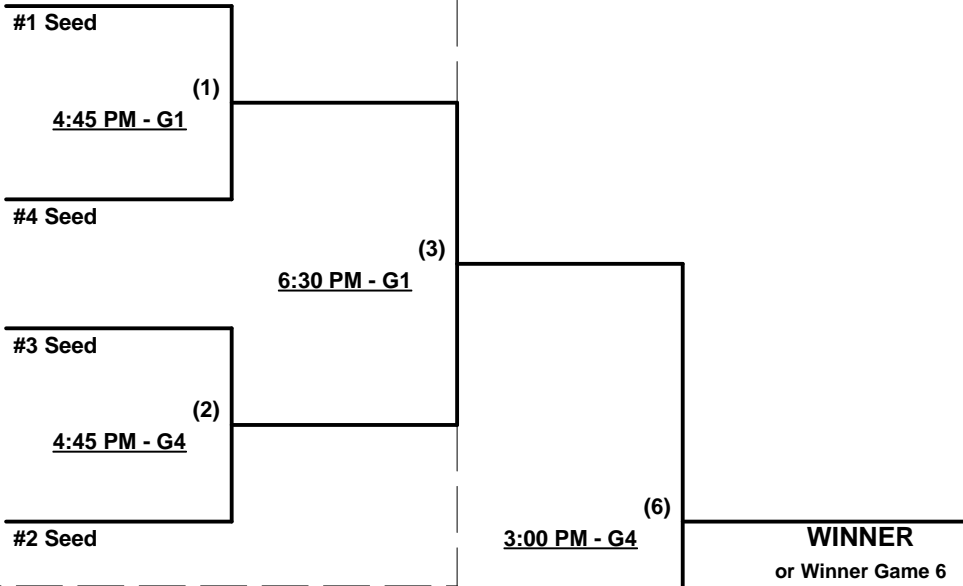 #1 Seed
(1)
4:45 PM - G1
#4 Seed
(3)
6:30 PM - G1
#3 Seed
(2)
4:45 PM - G4
#2 Seed
(6)
3:00 PM - G4
WINNER
or Winner Game 6